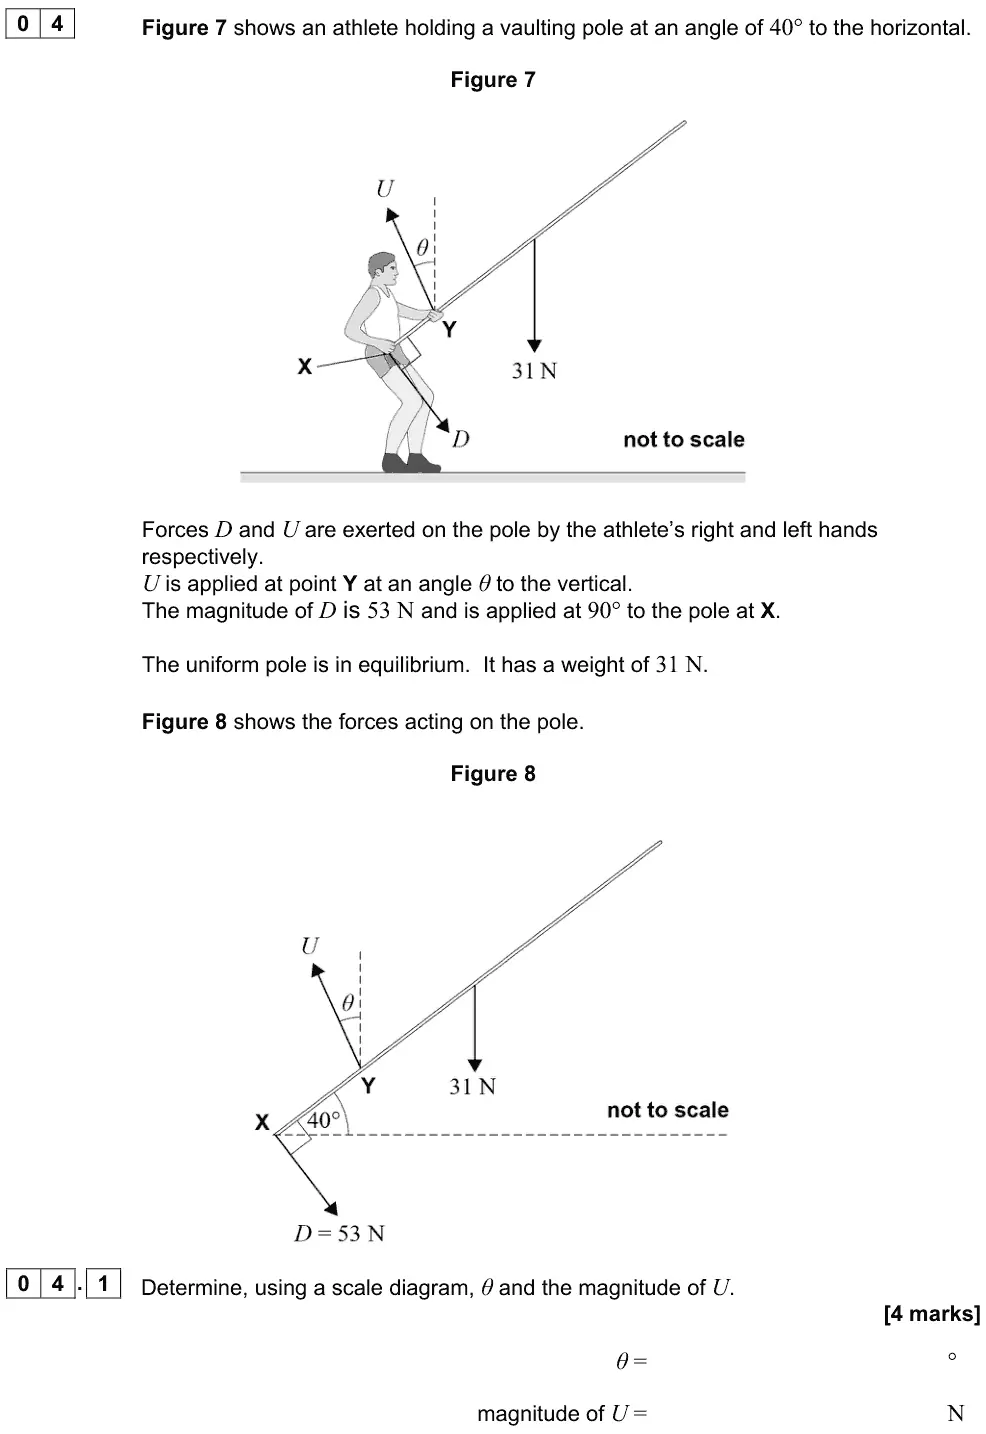 0 4 Figure 7 shows an athlete holding a vaulting pole at an angle of 40° to the horizontal.
Figure 7
U
θ
Y
X
31 N
D
not to scale
Forces D and U are exerted on the pole by the athlete's right and left hands
respectively.
U is applied at point Y at an angle θ to the vertical.
The magnitude of D is 53 N and is applied at 90° to the pole at X.
The uniform pole is in equilibrium. It has a weight of 31 N.
Figure 8 shows the forces acting on the pole.
Figure 8
U
θ
Y
31 N
X
40°
not to scale
D = 53 N
0 4 . 1 Determine, using a scale diagram, θ and the magnitude of U.
[4 marks]
θ = °
magnitude of U = N